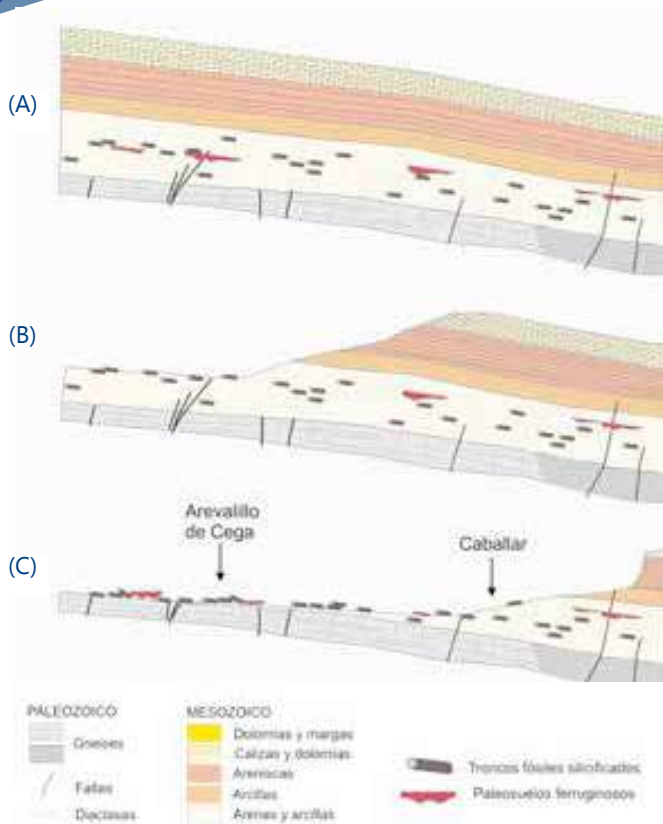 (A)
(B)
Arevalillo
de Cega
Caballar
(C)
PALEOZOICO
Gneises
Fallas
Diaclasas
MESOZOICO
Dolomías y margas
Calizas y dolomías
Areniscas
Arcillas
Arenas y arcillas
Troncos fósiles silicificados
Paleosuelos ferruginosos